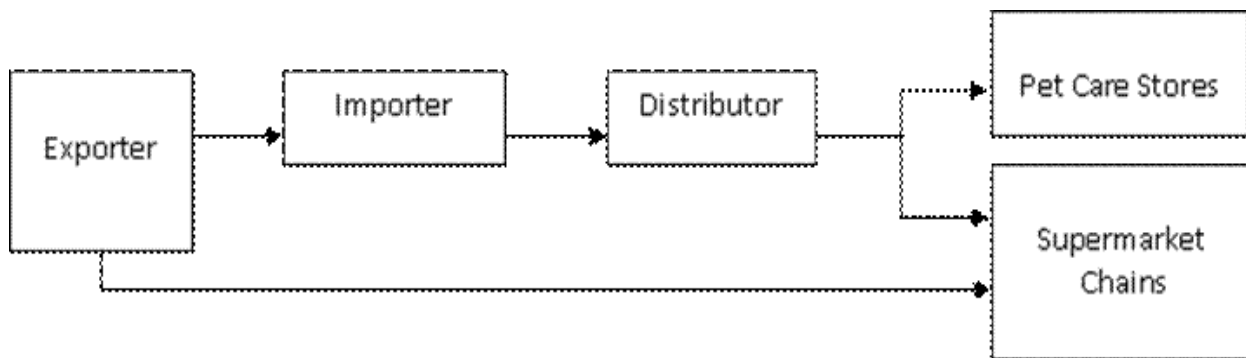 Exporter
Importer
Distributor
Pet Care Stores
Supermarket
Chains